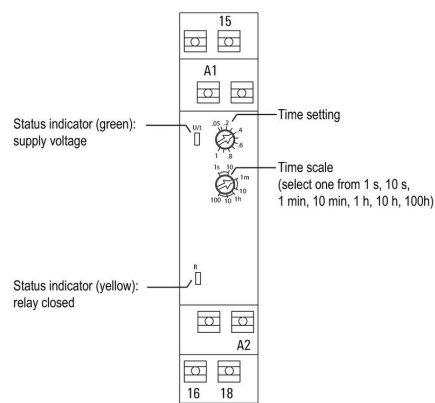 15
A1
Status indicator (green):
supply voltage
U/t
.05 .2 .4 .6 .8 1
Time setting
1s 10 1m 10 1h 10 100
Time scale
(select one from 1 s, 10 s,
1 min, 10 min, 1 h, 10 h, 100h)
Status indicator (yellow):
relay closed
R
A2
16 18